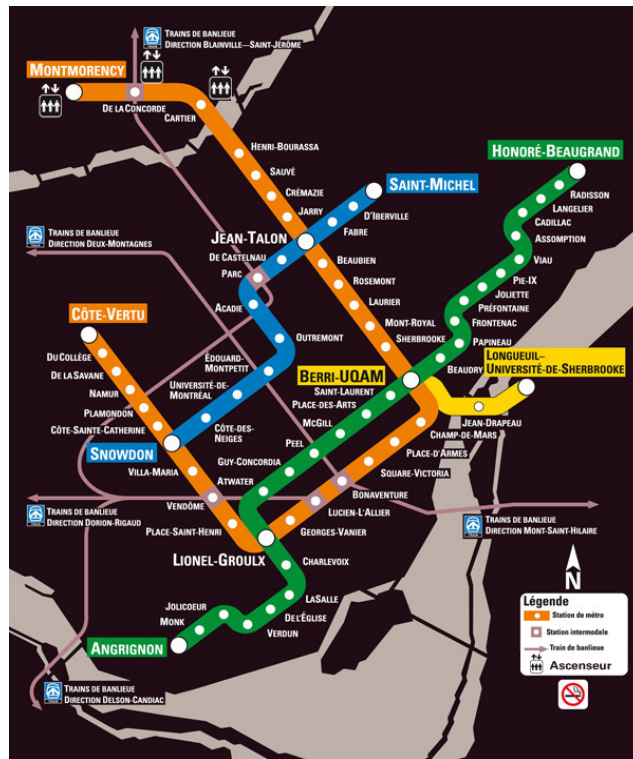 TRAINS DE BANLIEUE
DIRECTION BLAINVILLE—SAINT-JÉRÔME
MONTMORENCY
DE LA CONCORDE
CARTIER
HENRI-BOURASSA
SAUVÉ
CRÉMAZIE
JARRY
JEAN-TALON
BEAUBIEN
ROSEMONT
LAURIER
MONT-ROYAL
SHERBROOKE
SAINT-MICHEL
D'IBERVILLE
FABRE
DE CASTELNAU
PARC
ACADIE
OUTREMONT
ÉDOUARD-
MONTPETIT
UNIVERSITÉ-DE-
MONTRÉAL
CÔTE-DES-
NEIGES
SNOWDON
HONORÉ-BEAUGRAND
RADISSON
LANGELIER
CADILLAC
ASSOMPTION
VIAU
PIE-IX
JOLIETTE
PRÉFONTAINE
FRONTENAC
PAPINEAU
BEAUDRY
BERRI-UQAM
SAINT-LAURENT
PLACE-DES-ARTS
MCGILL
PEEL
GUY-CONCORDIA
ATWATER
LIONEL-GROULX
CHARLEVOIX
LASALLE
DE L'ÉGLISE
VERDUN
JOLICOEUR
MONK
ANGRIGNON
LONGUEUIL–
UNIVERSITÉ-DE-SHERBROOKE
JEAN-DRAPEAU
CHAMP-DE-MARS
PLACE-D'ARMES
SQUARE-VICTORIA
BONAVENTURE
LUCIEN-L'ALLIER
GEORGES-VANIER
TRAINS DE BANLIEUE
DIRECTION DEUX-MONTAGNES
CÔTE-VERTU
DU COLLÈGE
DE LA SAVANE
NAMUR
PLAMONDON
CÔTE-SAINTE-CATHERINE
VILLA-MARIA
VENDÔME
PLACE-SAINT-HENRI
TRAINS DE BANLIEUE
DIRECTION DORION-RIGAUD
TRAINS DE BANLIEUE
DIRECTION MONT-SAINT-HILAIRE
TRAINS DE BANLIEUE
DIRECTION DELSON-CANDIAC
N
Légende
Station de métro
Station intermodale
Train de banlieue
Ascenseur